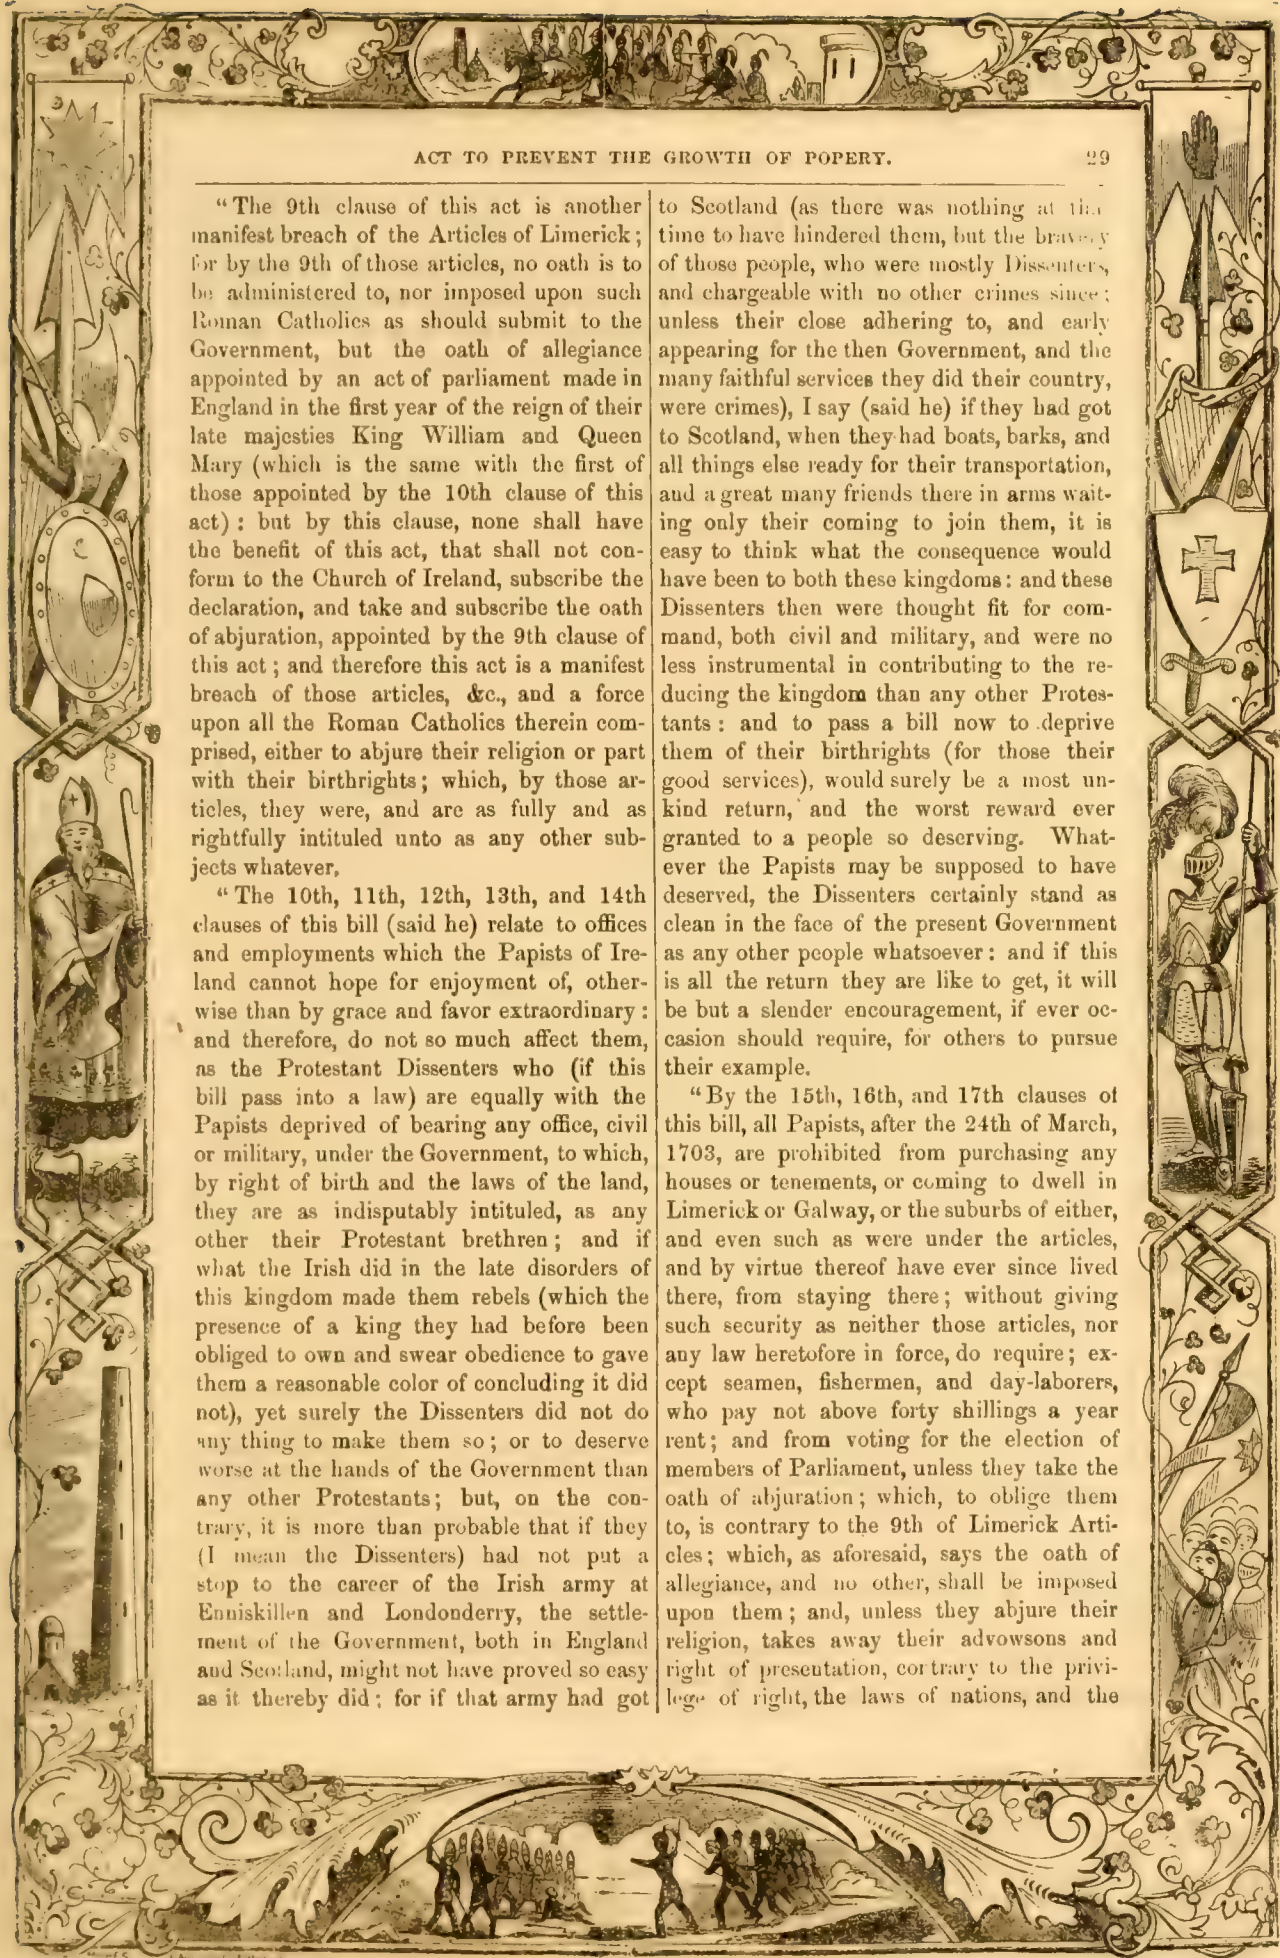 ACT TO PREVENT THE GROWTH OF POPERY.
29
"The 9th clause of this act is another
manifest breach of the Articles of Limerick;
for by the 9th of those articles, no oath is to
be administered to, nor imposed upon such
Roman Catholics as should submit to the
Government, but the oath of allegiance
appointed by an act of parliament made in
England in the first year of the reign of their
late majesties King William and Queen
Mary (which is the same with the first of
those appointed by the 10th clause of this
act): but by this clause, none shall have
the benefit of this act, that shall not con-
form to the Church of Ireland, subscribe the
declaration, and take and subscribe the oath
of abjuration, appointed by the 9th clause of
this act; and therefore this act is a manifest
breach of those articles, &c., and a force
upon all the Roman Catholics therein com-
prised, either to abjure their religion or part
with their birthrights; which, by those ar-
ticles, they were, and are as fully and as
rightfully intituled unto as any other sub-
jects whatever.
"The 10th, 11th, 12th, 13th, and 14th
clauses of this bill (said he) relate to offices
and employments which the Papists of Ire-
land cannot hope for enjoyment of, other-
wise than by grace and favor extraordinary:
and therefore, do not so much affect them,
as the Protestant Dissenters who (if this
bill pass into a law) are equally with the
Papists deprived of bearing any office, civil
or military, under the Government, to which,
by right of birth and the laws of the land,
they are as indisputably intituled, as any
other their Protestant brethren; and if
what the Irish did in the late disorders of
this kingdom made them rebels (which the
presence of a king they had before been
obliged to own and swear obedience to gave
them a reasonable color of concluding it did
not), yet surely the Dissenters did not do
any thing to make them so; or to deserve
worse at the hands of the Government than
any other Protestants; but, on the con-
trary, it is more than probable that if they
(I mean the Dissenters) had not put a
stop to the career of the Irish army at
Enniskillen and Londonderry, the settle-
ment of the Government, both in England
and Scotland, might not have proved so easy
as it thereby did; for if that army had got
to Scotland (as there was nothing at that
time to have hindered them, but the bravery
of those people, who were mostly Dissenters,
and chargeable with no other crimes since;
unless their close adhering to, and early
appearing for the then Government, and the
many faithful services they did their country,
were crimes), I say (said he) if they had got
to Scotland, when they had boats, barks, and
all things else ready for their transportation,
and a great many friends there in arms wait-
ing only their coming to join them, it is
easy to think what the consequence would
have been to both these kingdoms: and these
Dissenters then were thought fit for com-
mand, both civil and military, and were no
less instrumental in contributing to the re-
ducing the kingdom than any other Protes-
tants: and to pass a bill now to deprive
them of their birthrights (for those their
good services), would surely be a most un-
kind return, and the worst reward ever
granted to a people so deserving. What-
ever the Papists may be supposed to have
deserved, the Dissenters certainly stand as
clean in the face of the present Government
as any other people whatsoever: and if this
is all the return they are like to get, it will
be but a slender encouragement, if ever oc-
casion should require, for others to pursue
their example.
"By the 15th, 16th, and 17th clauses of
this bill, all Papists, after the 24th of March,
1703, are prohibited from purchasing any
houses or tenements, or coming to dwell in
Limerick or Galway, or the suburbs of either,
and even such as were under the articles,
and by virtue thereof have ever since lived
there, from staying there; without giving
such security as neither those articles, nor
any law heretofore in force, do require; ex-
cept seamen, fishermen, and day-laborers,
who pay not above forty shillings a year
rent; and from voting for the election of
members of Parliament, unless they take the
oath of abjuration; which, to oblige them
to, is contrary to the 9th of Limerick Arti-
cles; which, as aforesaid, says the oath of
allegiance, and no other, shall be imposed
upon them; and, unless they abjure their
religion, takes away their advowsons and
right of presentation, contrary to the privi-
lege of right, the laws of nations, and the